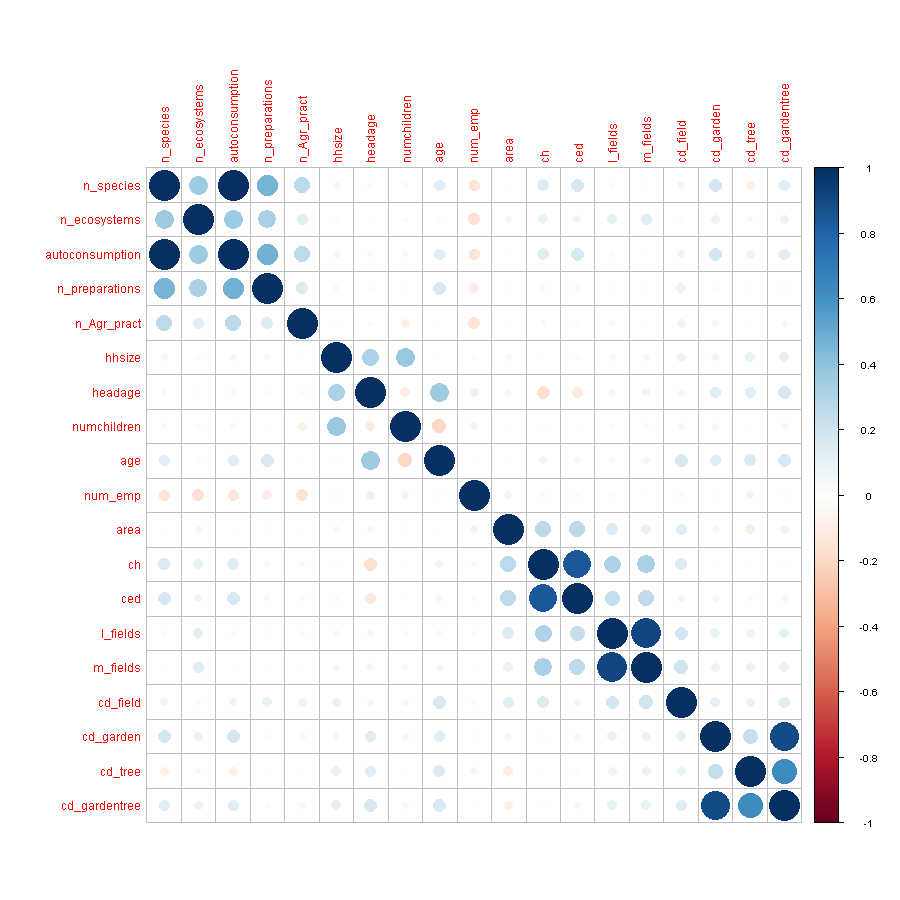 n_species
n_ecosystems
autoconsumption
n_preparations
n_Agr_pract
hhsize
headage
numchildren
age
num_emp
area
ch
ced
l_fields
m_fields
cd_field
cd_garden
cd_tree
cd_gardentree
n_species
n_ecosystems
autoconsumption
n_preparations
n_Agr_pract
hhsize
headage
numchildren
age
num_emp
area
ch
ced
l_fields
m_fields
cd_field
cd_garden
cd_tree
cd_gardentree
1
0.8
0.6
0.4
0.2
0
-0.2
-0.4
-0.6
-0.8
-1